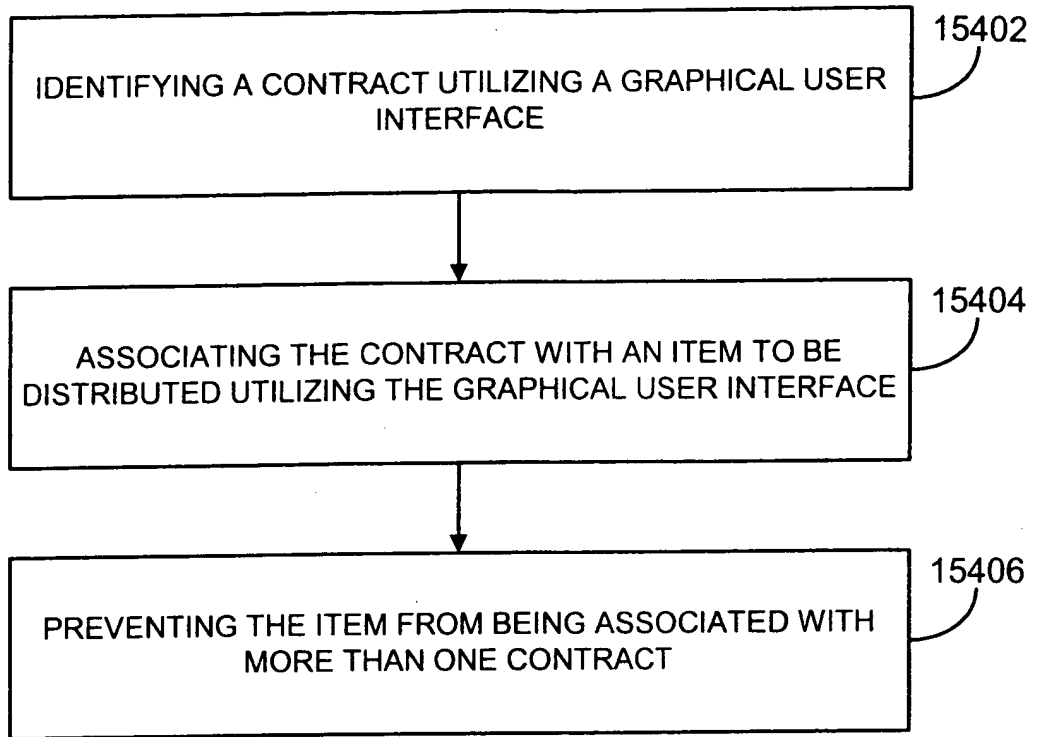 15402
IDENTIFYING A CONTRACT UTILIZING A GRAPHICAL USER
INTERFACE
15404
ASSOCIATING THE CONTRACT WITH AN ITEM TO BE
DISTRIBUTED UTILIZING THE GRAPHICAL USER INTERFACE
15406
PREVENTING THE ITEM FROM BEING ASSOCIATED WITH
MORE THAN ONE CONTRACT